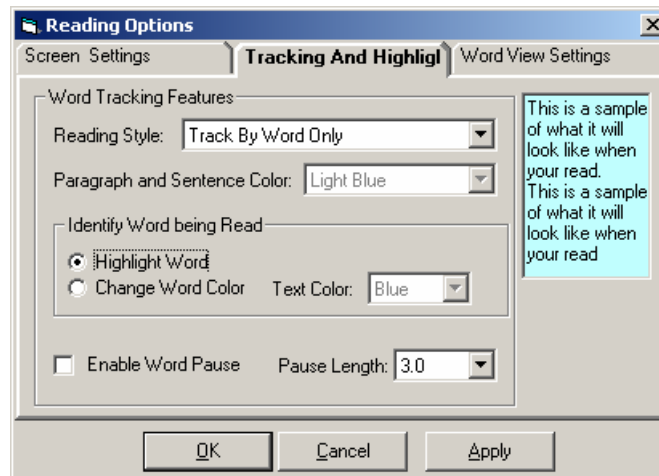 Reading Options
Screen Settings Tracking And Highligl Word View Settings
Word Tracking Features
Reading Style: Track By Word Only
Paragraph and Sentence Color: Light Blue
Identify Word being Read
Highlight Word
Change Word Color Text Color: Blue
Enable Word Pause Pause Length: 3.0
This is a sample
of what it will
look like when
your read.
This is a sample
of what it will
look like when
your read
OK Cancel Apply